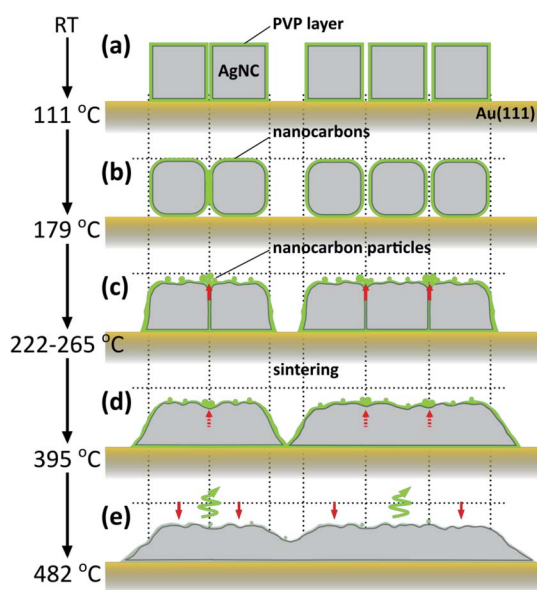 RT
(a)
PVP layer
AgNC
111 °C
Au(111)
nanocarbons
(b)
179 °C
nanocarbon particles
(c)
222-265 °C
sintering
(d)
395 °C
(e)
482 °C